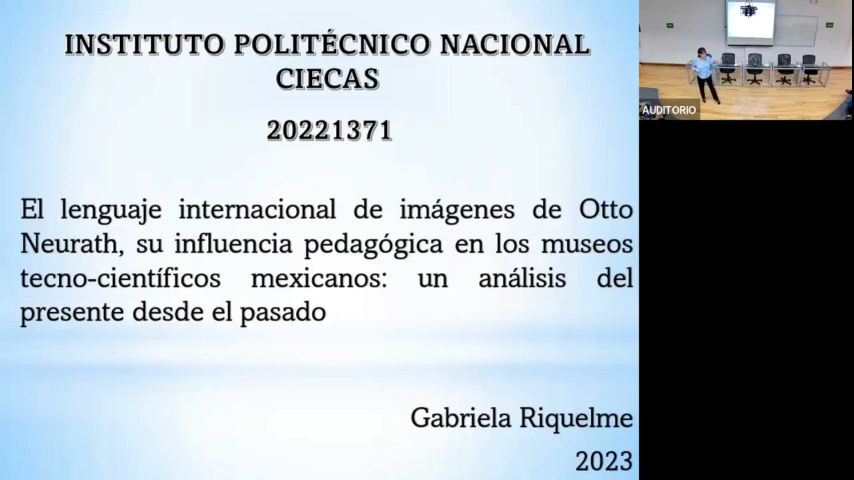 INSTITUTO POLITÉCNICO NACIONAL
CIECAS
20221371
El lenguaje internacional de imágenes de Otto
Neurath, su influencia pedagógica en los museos
tecno-científicos mexicanos: un análisis del
presente desde el pasado
Gabriela Riquelme
2023
AUDITORIO